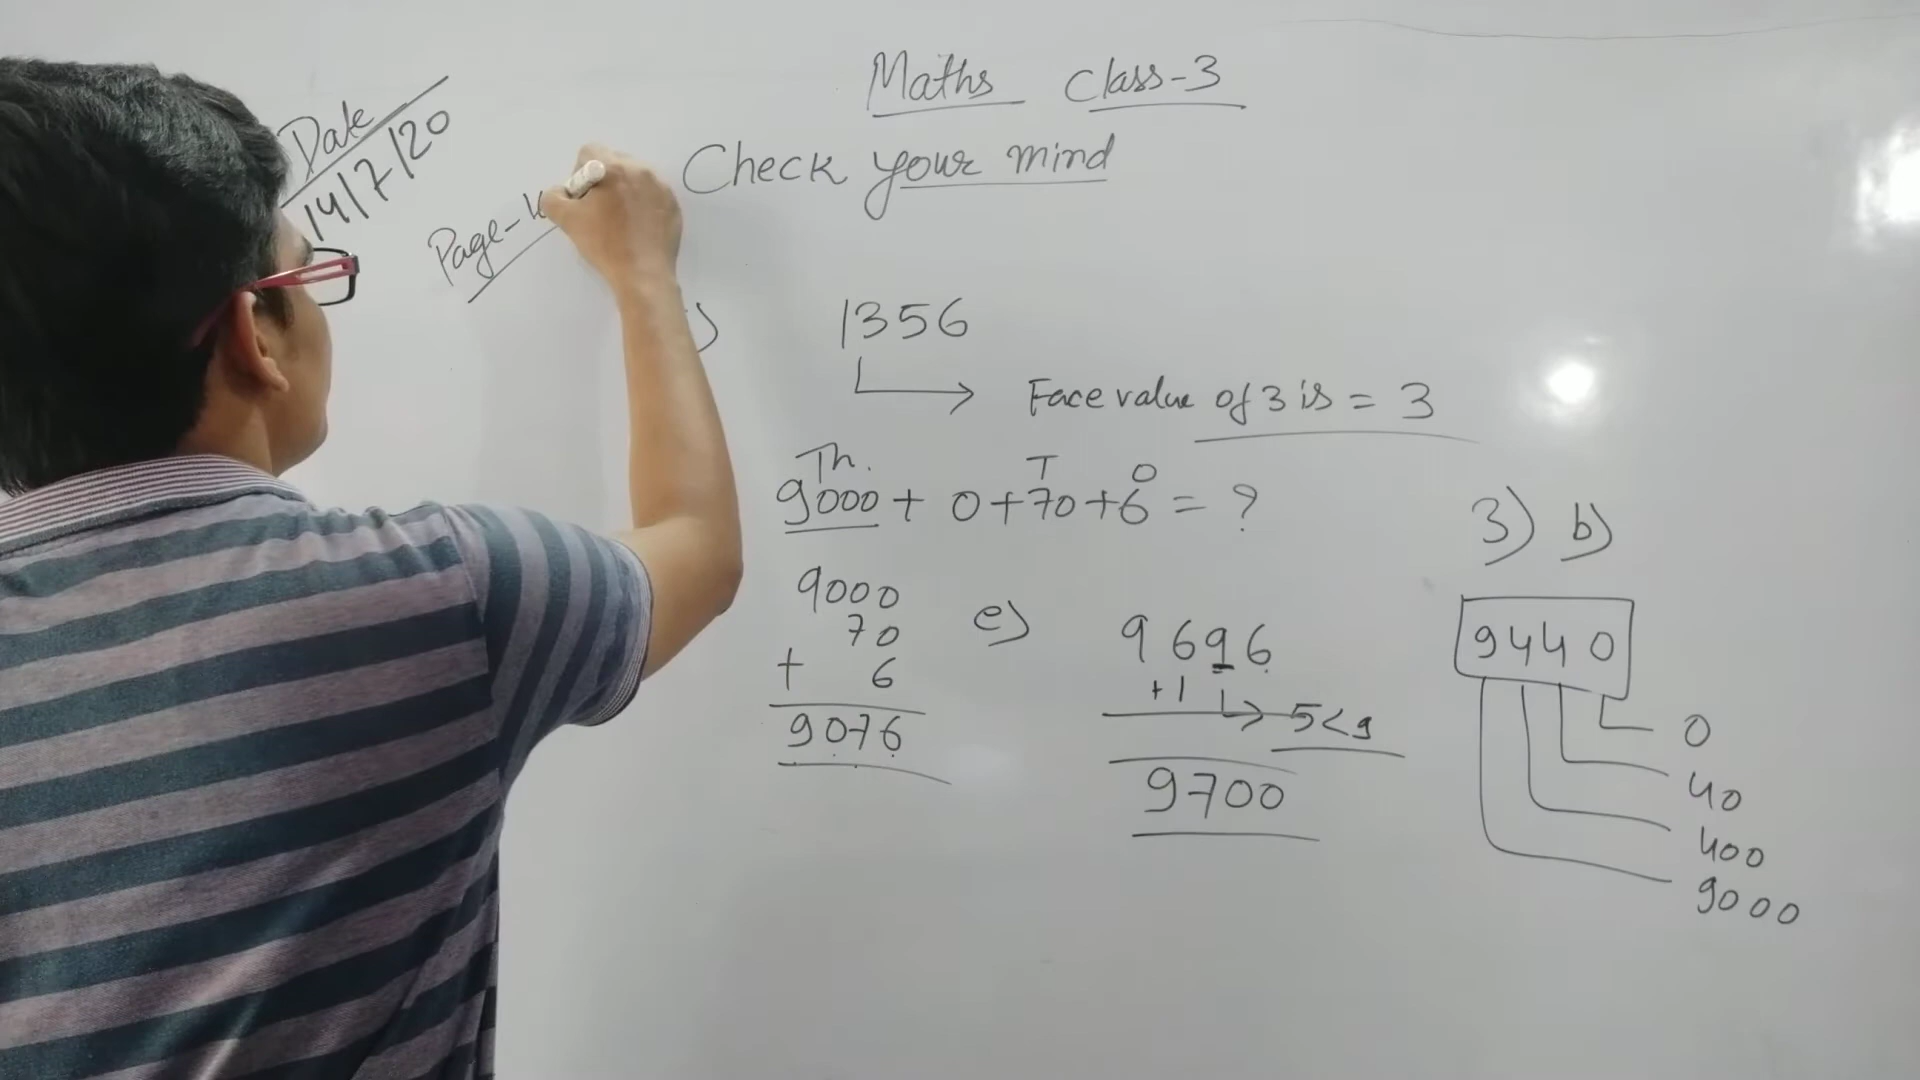 Maths Class-3
Date
14/7/20
Check your mind
Page-
)
1356
Face value of 3 is = 3
Th. T O
9000 + 0 + 70 + 6 = ?
9000
70
+ 6
9076
e)
9696
+1
5<9
9700
3) b)
9440
0
40
400
9000